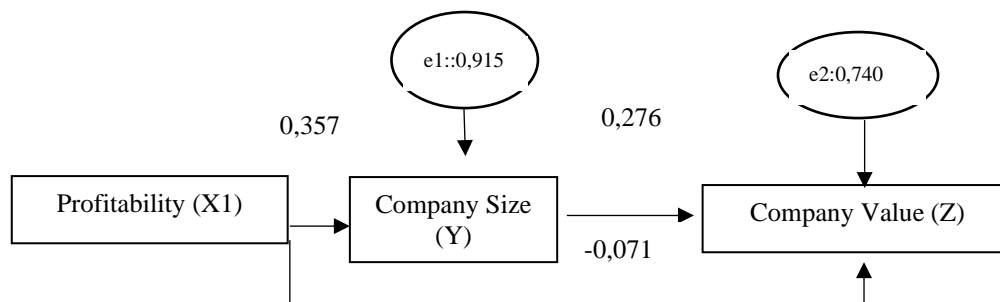 e1::0,915
e2:0,740
0,357
0,276
Profitability (X1)
Company Size
(Y)
Company Value (Z)
-0,071